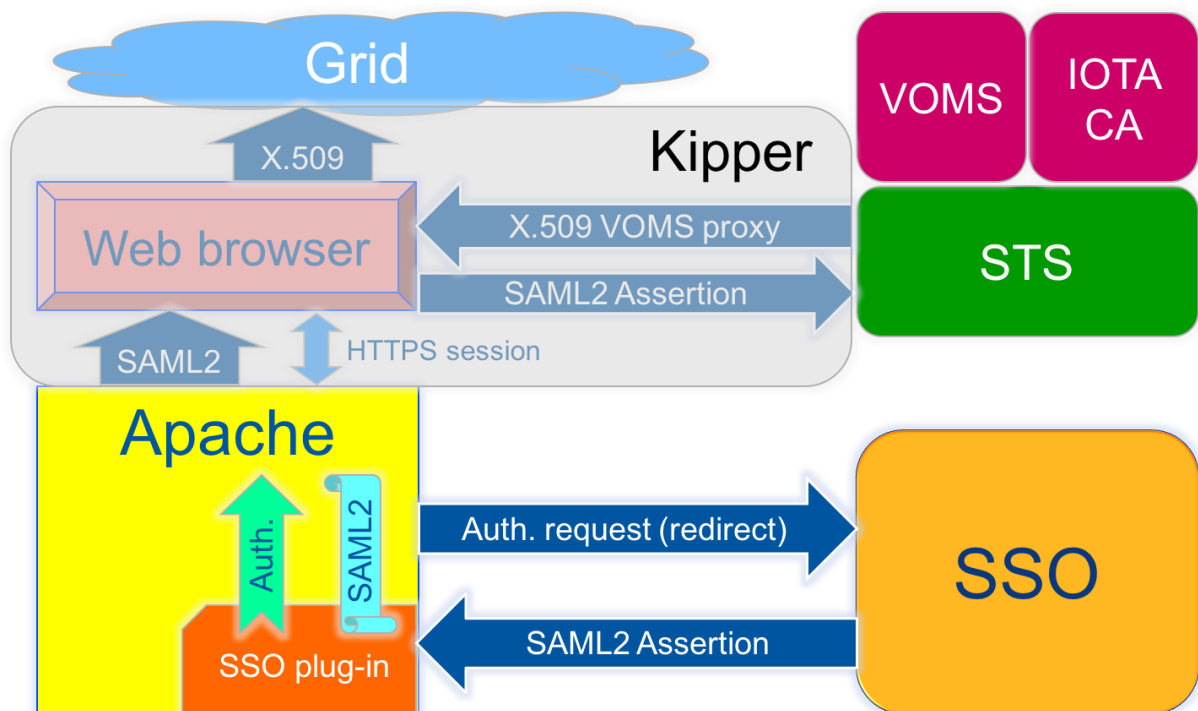 Grid
VOMS
IOTA
CA
Kipper
X.509
X.509 VOMS proxy
Web browser
STS
SAML2 Assertion
SAML2
HTTPS session
Apache
Auth.
SAML2
Auth. request (redirect)
SSO
SAML2 Assertion
SSO plug-in